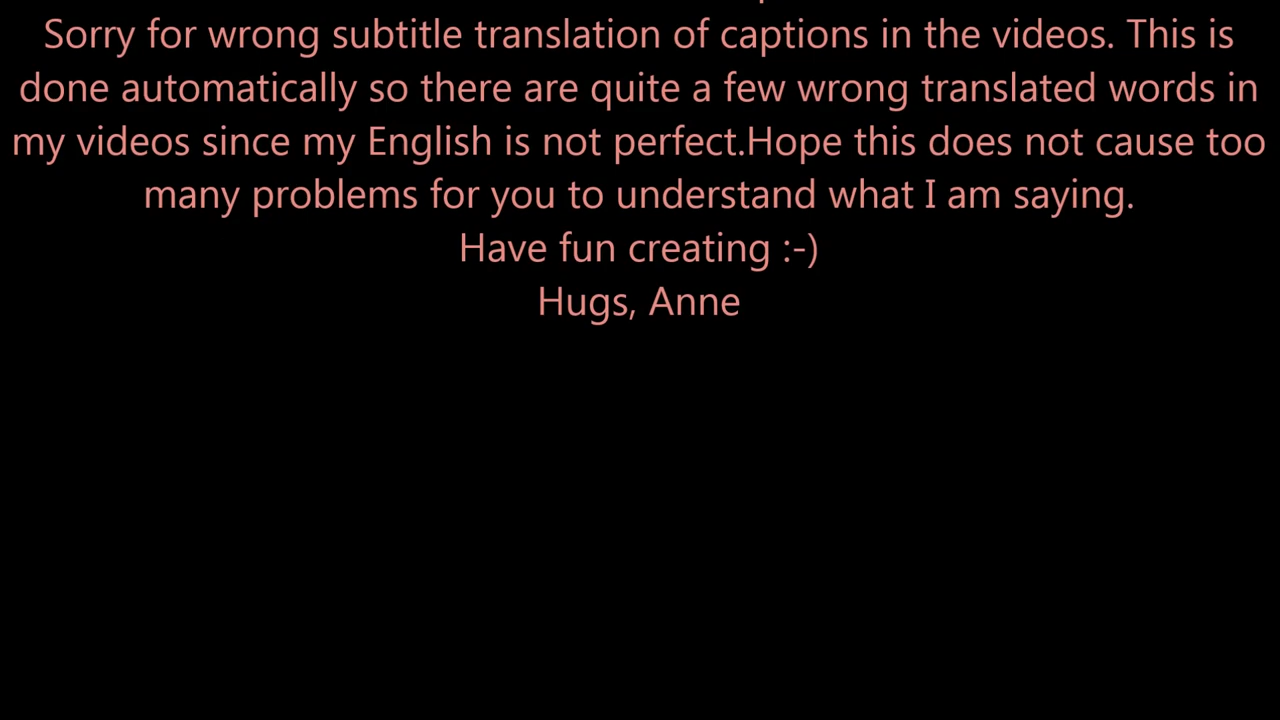 Sorry for wrong subtitle translation of captions in the videos. This is
done automatically so there are quite a few wrong translated words in
my videos since my English is not perfect.Hope this does not cause too
many problems for you to understand what I am saying.
Have fun creating :-)
Hugs, Anne